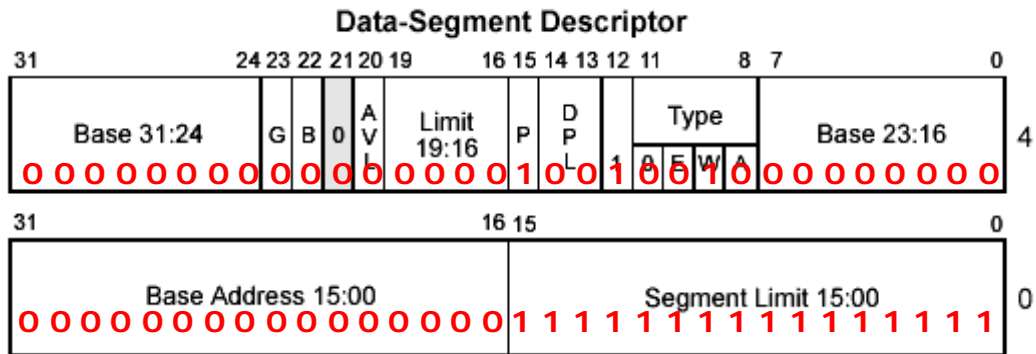 Data-Segment Descriptor
31 24 23 22 21 20 19 16 15 14 13 12 11 8 7 0
Base 31:24 G B 0 AVL Limit 19:16 P DPL 1 Type 0 E W A Base 23:16 4
0 0 0 0 0 0 0 0 0 0 0 0 0 0 0 0 1 0 0 1 0 0 1 0 0 0 0 0 0 0 0 0
31 16 15 0
Base Address 15:00 Segment Limit 15:00 0
0 0 0 0 0 0 0 0 0 0 0 0 0 0 0 0 1 1 1 1 1 1 1 1 1 1 1 1 1 1 1 1